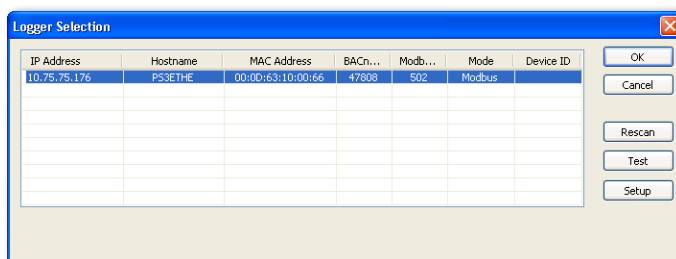 Logger Selection
IP Address Hostname MAC Address BACn... Modb... Mode Device ID
10.75.75.176 PS3ETHE 00:0D:63:10:00:66 47808 502 Modbus
OK
Cancel
Rescan
Test
Setup